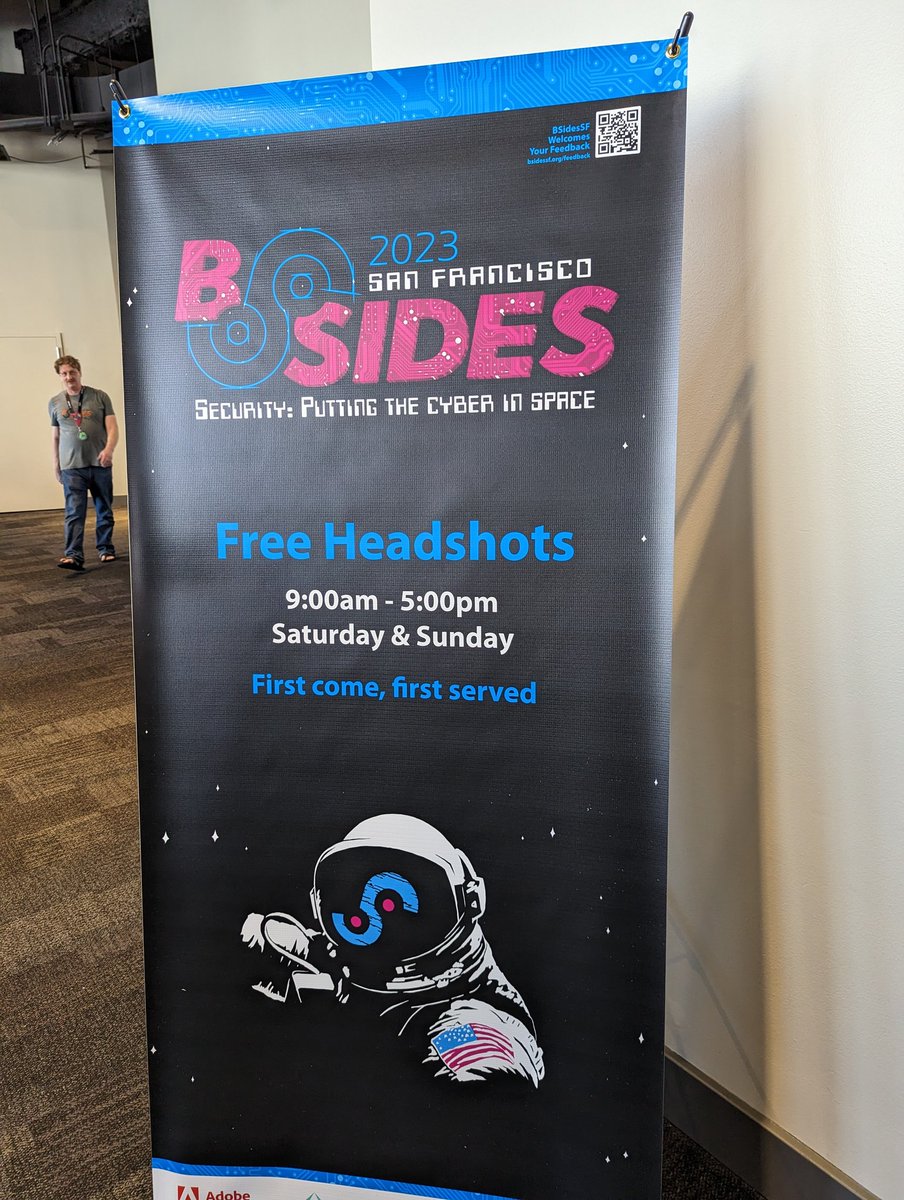 BSidesSF
Welcomes
Your Feedback
bsidessf.org/feedback
2023
SAN FRANCISCO
BSIDES
SECURITY: PUTTING THE CYBER IN SPACE
Free Headshots
9:00am - 5:00pm
Saturday & Sunday
First come, first served
Adobe